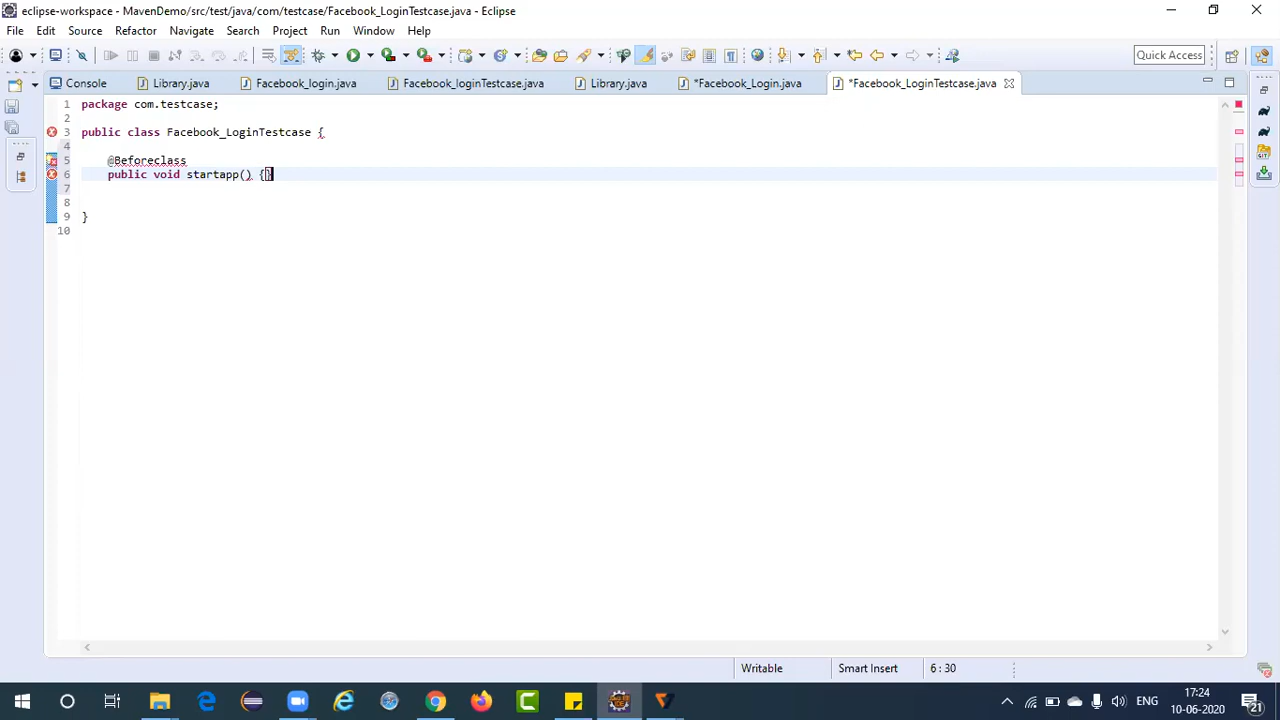 eclipse-workspace - MavenDemo/src/test/java/com/testcase/Facebook_LoginTestcase.java - Eclipse
File Edit Source Refactor Navigate Search Project Run Window Help
Quick Access
Console Library.java Facebook_login.java Facebook_loginTestcase.java Library.java *Facebook_Login.java *Facebook_LoginTestcase.java
1 package com.testcase;
2
3 public class Facebook_LoginTestcase {
4
5 @Beforeclass
6 public void startapp() {}
7
8
9 }
10
Writable Smart Insert 6 : 30
ENG 17:24
10-06-2020 21